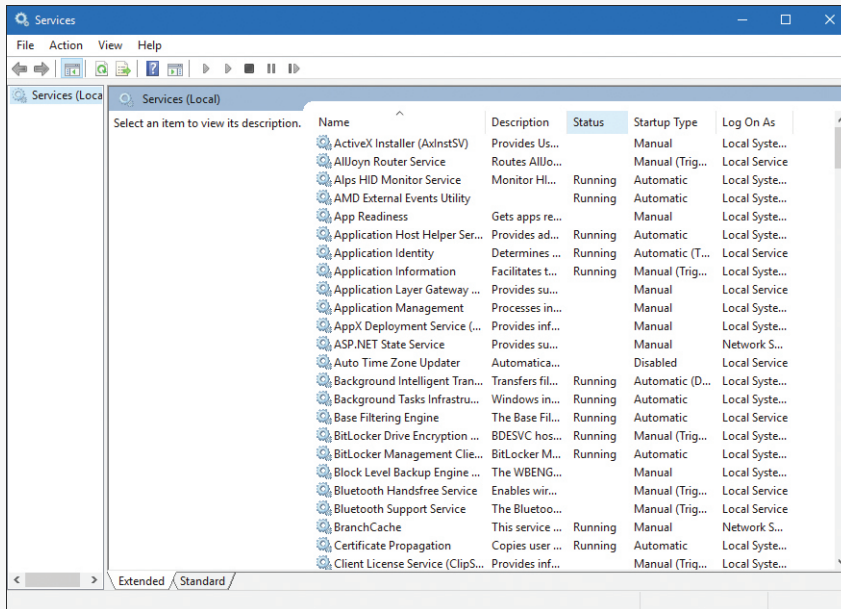 Services
File Action View Help
Services (Loca
Services (Local)
Select an item to view its description.
Name Description Status Startup Type Log On As
ActiveX Installer (AxInstSV) Provides Us... Manual Local Syste...
AllJoyn Router Service Routes AllJo... Manual (Trig... Local Service
Alps HID Monitor Service Monitor HI... Running Automatic Local Syste...
AMD External Events Utility Running Automatic Local Syste...
App Readiness Gets apps re... Manual Local Syste...
Application Host Helper Ser... Provides ad... Running Automatic Local Syste...
Application Identity Determines ... Running Automatic (T... Local Service
Application Information Facilitates t... Running Manual (Trig... Local Syste...
Application Layer Gateway ... Provides su... Manual Local Service
Application Management Processes in... Manual Local Syste...
AppX Deployment Service (... Provides inf... Manual Local Syste...
ASP.NET State Service Provides su... Manual Network S...
Auto Time Zone Updater Automatica... Disabled Local Service
Background Intelligent Tran... Transfers fil... Running Automatic (D... Local Syste...
Background Tasks Infrastru... Windows in... Running Automatic Local Syste...
Base Filtering Engine The Base Fil... Running Automatic Local Service
BitLocker Drive Encryption ... BDESVC hos... Running Manual (Trig... Local Syste...
BitLocker Management Clie... BitLocker M... Running Automatic Local Syste...
Block Level Backup Engine ... The WBENG... Manual Local Syste...
Bluetooth Handsfree Service Enables wir... Manual (Trig... Local Service
Bluetooth Support Service The Bluetoo... Manual (Trig... Local Service
BranchCache This service ... Running Manual Network S...
Certificate Propagation Copies user ... Running Automatic Local Syste...
Client License Service (ClipS... Provides inf... Manual (Trig... Local Syste...
Extended Standard